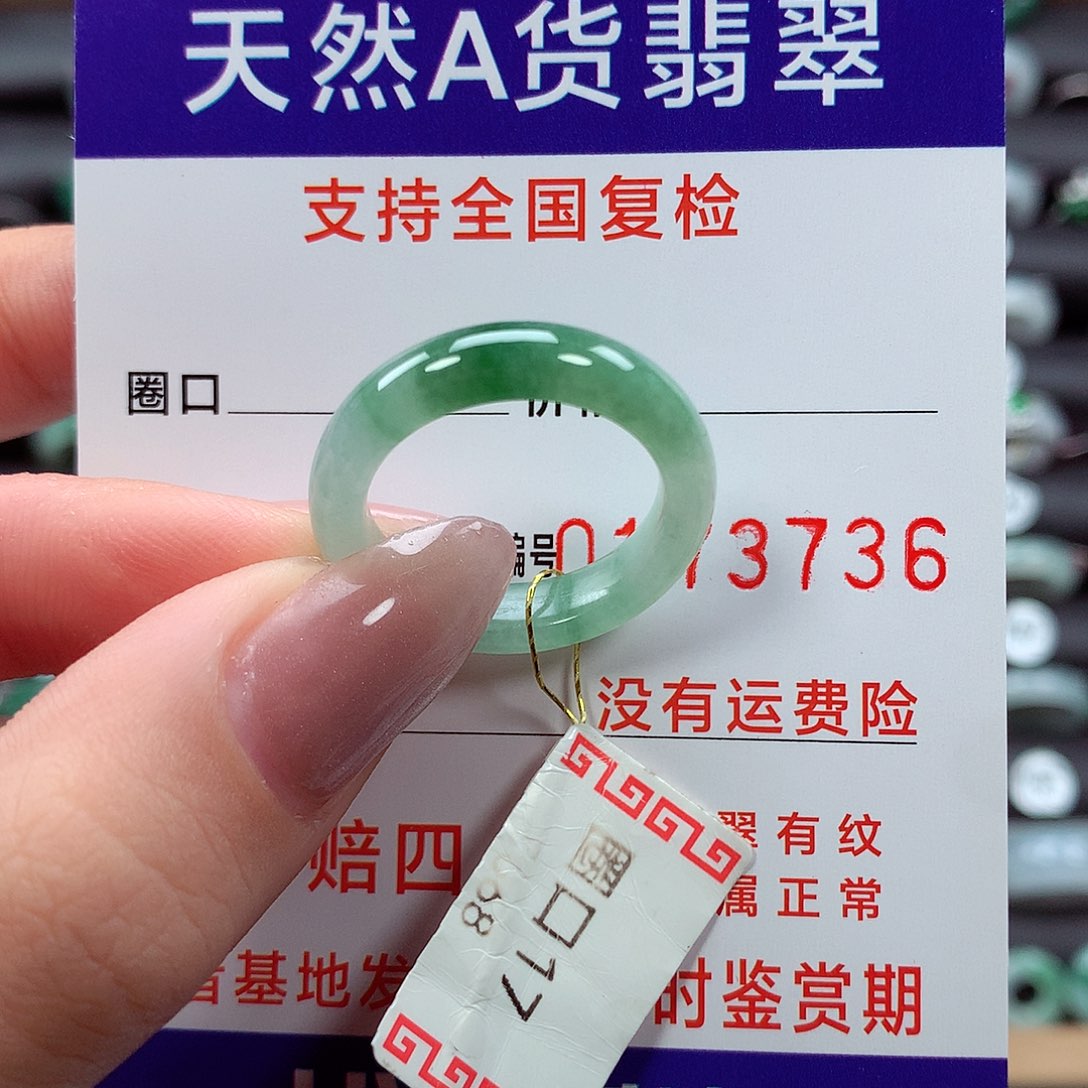 天然A货翡翠
支持全国复检
圈口
编号 01 73736
没有运费险
赔四
翠有纹
属正常
基地发
时鉴赏期
圈口17
68